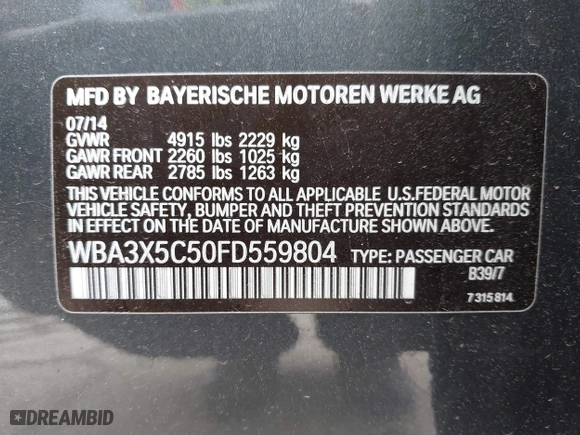 MFD BY BAYERISCHE MOTOREN WERKE AG
07/14
GVWR 4915 lbs 2229 kg
GAWR FRONT 2260 lbs 1025 kg
GAWR REAR 2785 lbs 1263 kg
THIS VEHICLE CONFORMS TO ALL APPLICABLE U.S.FEDERAL MOTOR
VEHICLE SAFETY, BUMPER AND THEFT PREVENTION STANDARDS
IN EFFECT ON THE DATE OF MANUFACTURE SHOWN ABOVE.
WBA3X5C50FD559804 TYPE: PASSENGER CAR
B39/7
7 315 814
DREAMBID